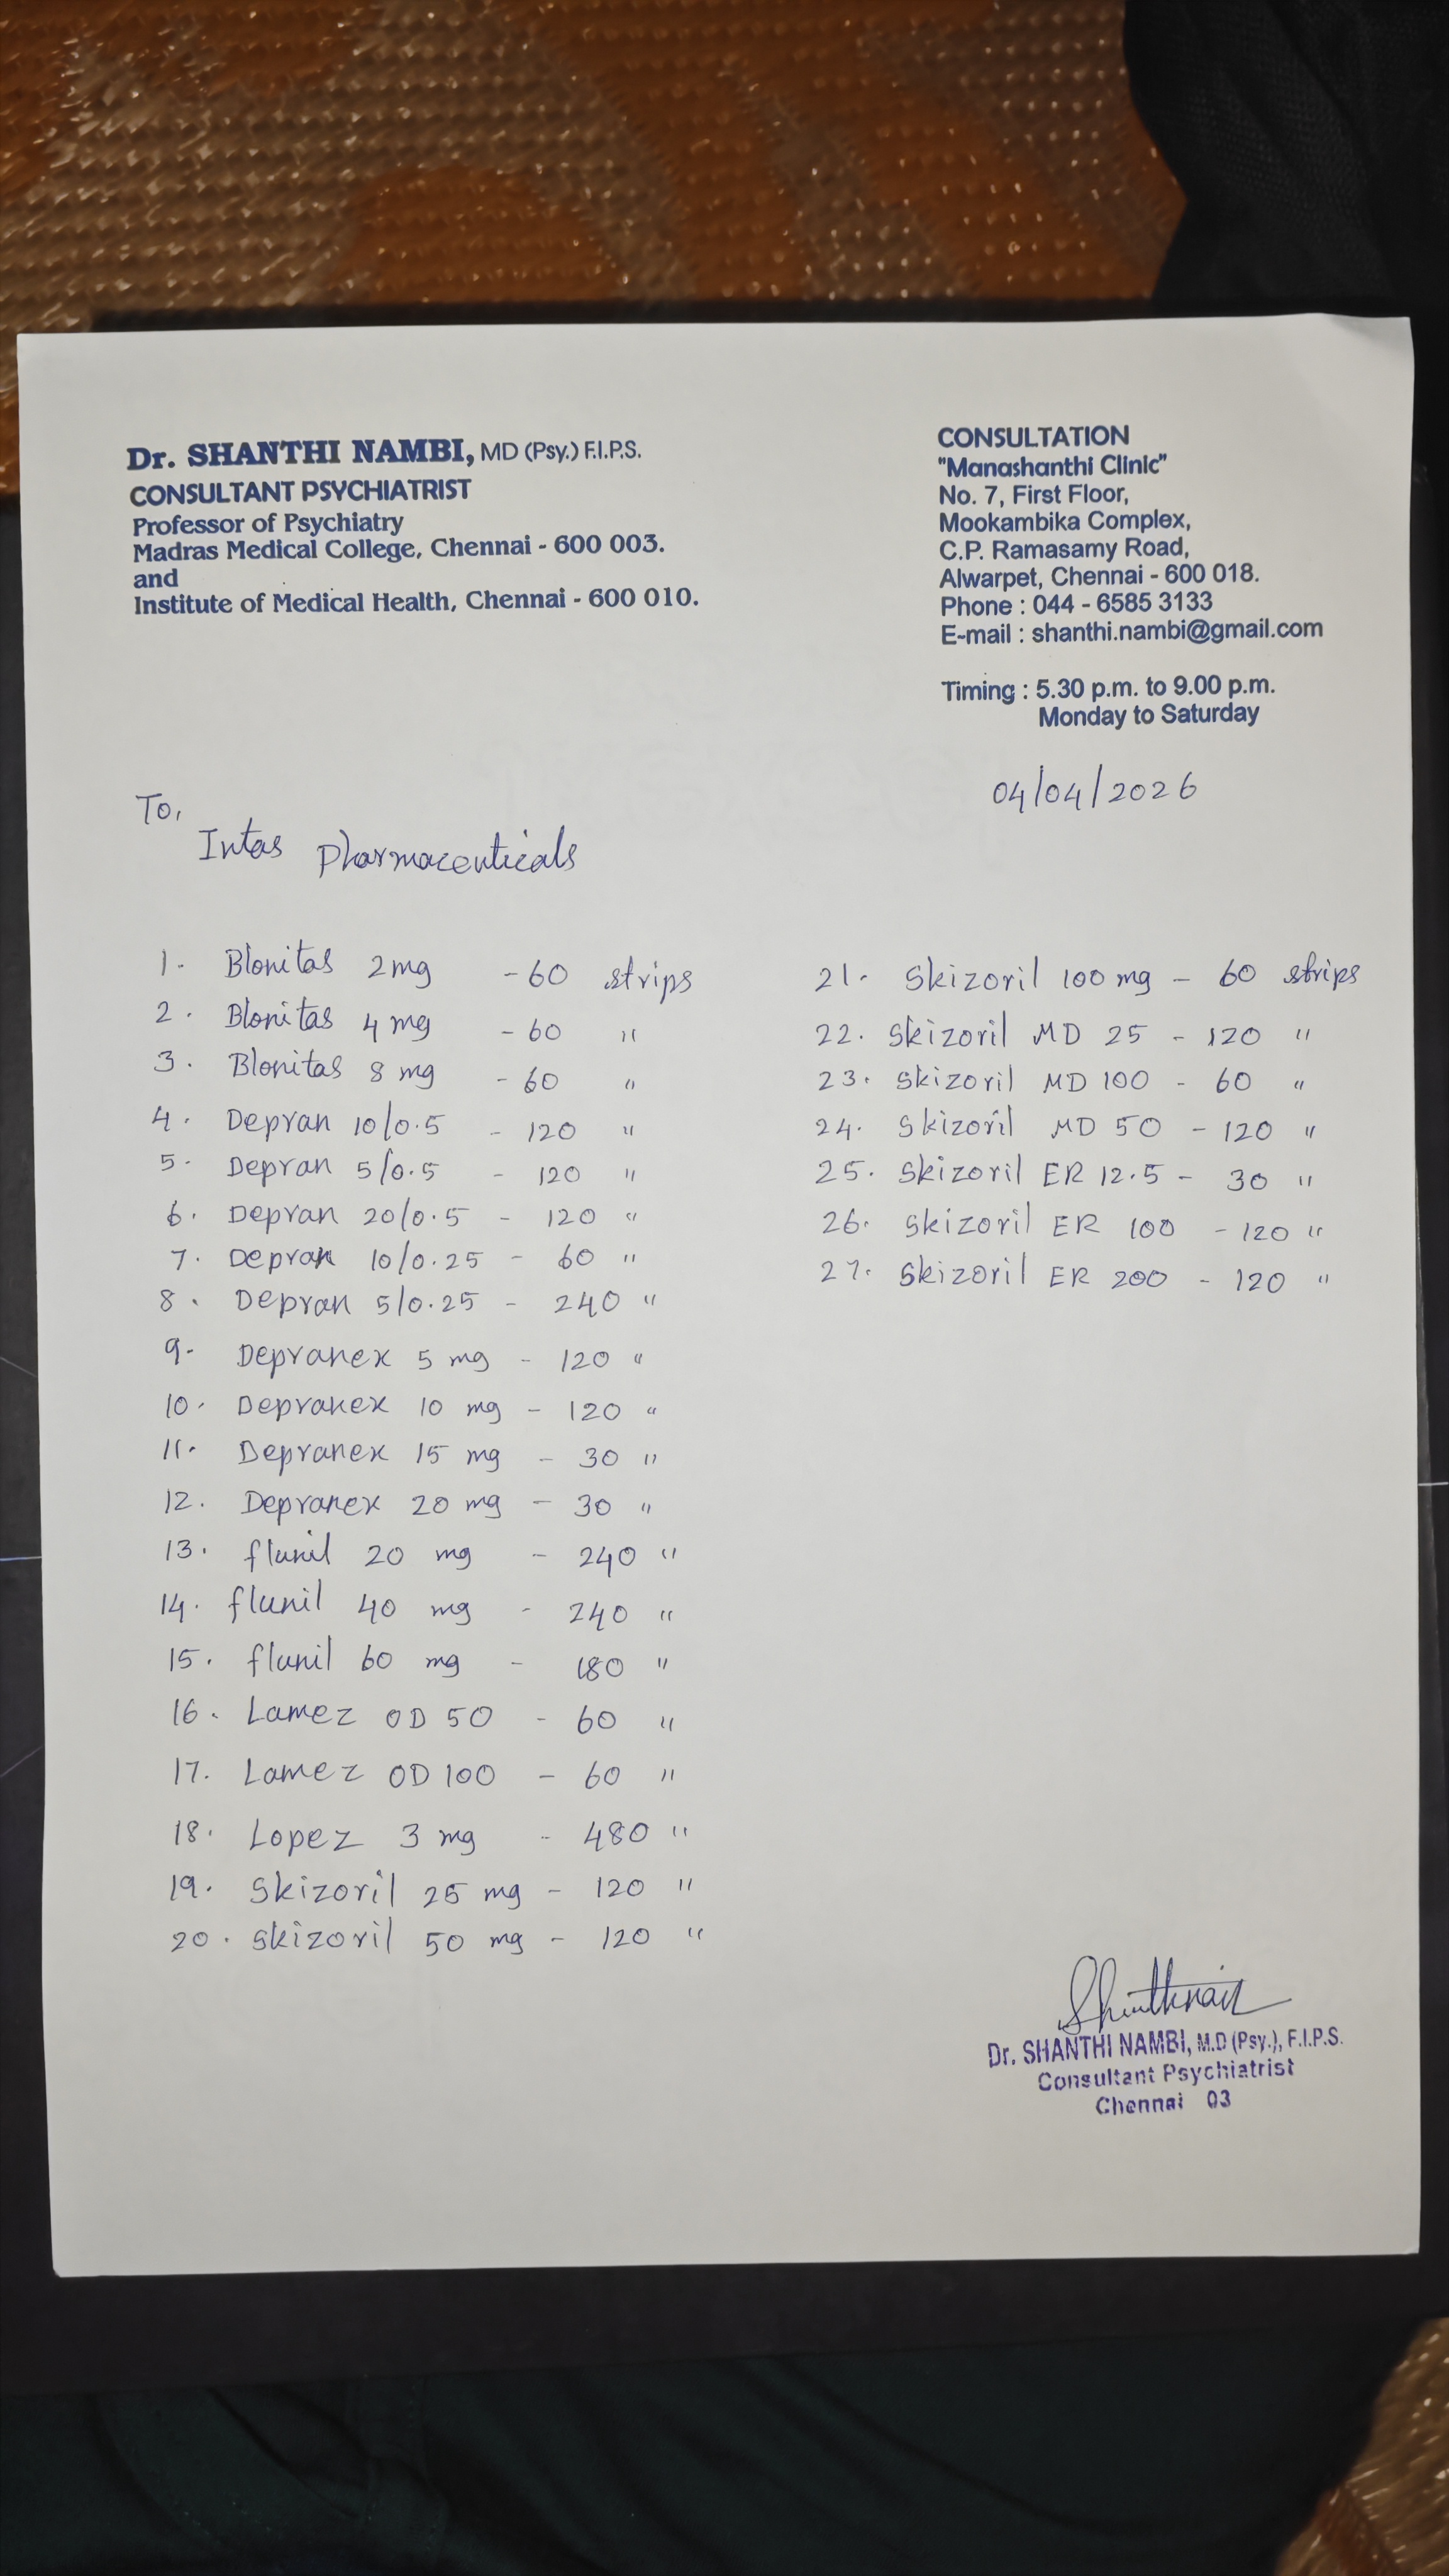 Dr. SHANTHI NAMBI, MD (Psy.) F.I.P.S.
CONSULTANT PSYCHIATRIST
Professor of Psychiatry
Madras Medical College, Chennai - 600 003.
and
Institute of Medical Health, Chennai - 600 010.
CONSULTATION
"Manashanthi Clinic"
No. 7, First Floor,
Mookambika Complex,
C.P. Ramasamy Road,
Alwarpet, Chennai - 600 018.
Phone : 044 - 6585 3133
E-mail : shanthi.nambi@gmail.com
Timing : 5.30 p.m. to 9.00 p.m.
Monday to Saturday
04/04/2026
To,
Intas Pharmaceuticals
1. Blonitas 2mg - 60 strips
2. Blonitas 4 mg - 60 "
3. Blonitas 8 mg - 60 "
4. Depran 10/0.5 - 120 "
5. Depran 5/0.5 - 120 "
6. Depran 20/0.5 - 120 "
7. Depran 10/0.25 - 60 "
8. Depran 5/0.25 - 240 "
9. Depranex 5 mg - 120 "
10. Depranex 10 mg - 120 "
11. Depranex 15 mg - 30 "
12. Depranex 20 mg - 30 "
13. flunil 20 mg - 240 "
14. flunil 40 mg - 240 "
15. flunil 60 mg - 180 "
16. Lamez OD 50 - 60 "
17. Lamez OD 100 - 60 "
18. Lopez 3 mg - 480 "
19. Skizoril 25 mg - 120 "
20. Skizoril 50 mg - 120 "
21. Skizoril 100 mg - 60 strips
22. Skizoril MD 25 - 120 "
23. Skizoril MD 100 - 60 "
24. Skizoril MD 50 - 120 "
25. Skizoril ER 12.5 - 30 "
26. Skizoril ER 100 - 120 "
27. Skizoril ER 200 - 120 "
Dr. SHANTHI NAMBI, M.D (Psy.), F.I.P.S.
Consultant Psychiatrist
Chennai 03